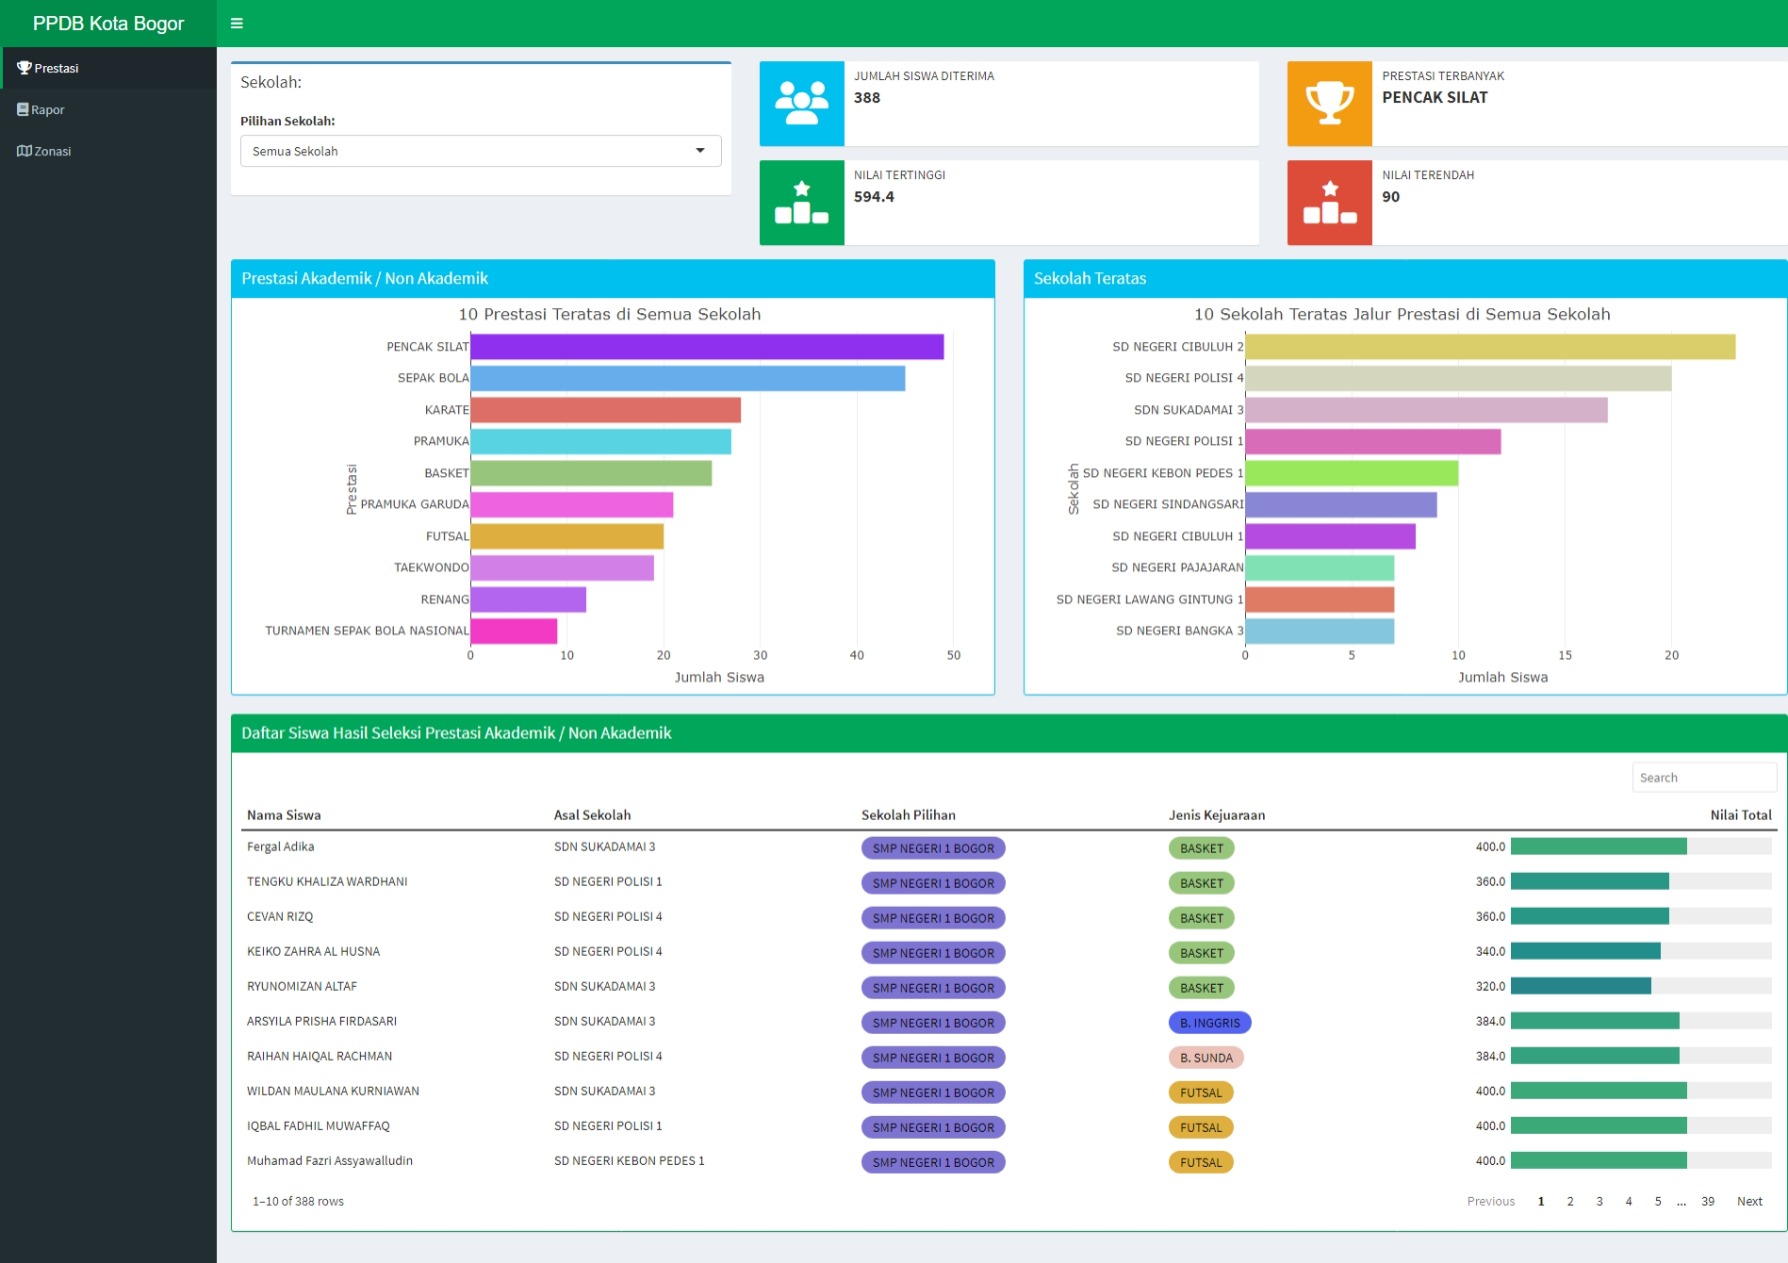 PPDB Kota Bogor
Prestasi
Rapor
Zonasi
Sekolah:
Pilihan Sekolah:
Semua Sekolah
JUMLAH SISWA DITERIMA
388
PRESTASI TERBANYAK
PENCAK SILAT
NILAI TERTINGGI
594.4
NILAI TERENDAH
90
Prestasi Akademik / Non Akademik
10 Prestasi Teratas di Semua Sekolah
Prestasi
PENCAK SILAT
SEPAK BOLA
KARATE
PRAMUKA
BASKET
PRAMUKA GARUDA
FUTSAL
TAEKWONDO
RENANG
TURNAMEN SEPAK BOLA NASIONAL
0 10 20 30 40 50
Jumlah Siswa
Sekolah Teratas
10 Sekolah Teratas Jalur Prestasi di Semua Sekolah
Sekolah
SD NEGERI CIBULUH 2
SD NEGERI POLISI 4
SDN SUKADAMAI 3
SD NEGERI POLISI 1
SD NEGERI KEBON PEDES 1
SD NEGERI SINDANGSARI
SD NEGERI CIBULUH 1
SD NEGERI PAJAJARAN
SD NEGERI LAWANG GINTUNG 1
SD NEGERI BANGKA 3
0 5 10 15 20
Jumlah Siswa
Daftar Siswa Hasil Seleksi Prestasi Akademik / Non Akademik
Search
Nama Siswa Asal Sekolah Sekolah Pilihan Jenis Kejuaraan Nilai Total
Fergal Adika SDN SUKADAMAI 3 SMP NEGERI 1 BOGOR BASKET 400.0
TENGKU KHALIZA WARDHANI SD NEGERI POLISI 1 SMP NEGERI 1 BOGOR BASKET 360.0
CEVAN RIZQ SD NEGERI POLISI 4 SMP NEGERI 1 BOGOR BASKET 360.0
KEIKO ZAHRA AL HUSNA SD NEGERI POLISI 4 SMP NEGERI 1 BOGOR BASKET 340.0
RYUNOMIZAN ALTAF SDN SUKADAMAI 3 SMP NEGERI 1 BOGOR BASKET 320.0
ARSYILA PRISHA FIRDASARI SDN SUKADAMAI 3 SMP NEGERI 1 BOGOR B. INGGRIS 384.0
RAIHAN HAIQAL RACHMAN SD NEGERI POLISI 4 SMP NEGERI 1 BOGOR B. SUNDA 384.0
WILDAN MAULANA KURNIAWAN SDN SUKADAMAI 3 SMP NEGERI 1 BOGOR FUTSAL 400.0
IQBAL FADHIL MUWAFFAQ SD NEGERI POLISI 1 SMP NEGERI 1 BOGOR FUTSAL 400.0
Muhamad Fazri Assyawalludin SD NEGERI KEBON PEDES 1 SMP NEGERI 1 BOGOR FUTSAL 400.0
1–10 of 388 rows Previous 1 2 3 4 5 ... 39 Next